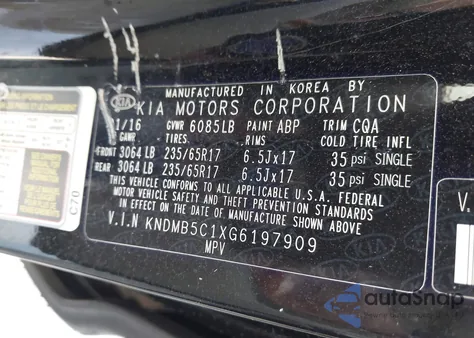 MANUFACTURED IN KOREA BY
KIA MOTORS CORPORATION
1/16 GVWR 6085LB PAINT ABP TRIM CQA
GAWR TIRES. RIMS COLD TIRE INFL
FRONT 3064 LB 235/65R17 6.5Jx17 35 psi SINGLE
REAR 3064 LB 235/65R17 6.5Jx17 35 psi SINGLE
THIS VEHICLE CONFORMS TO ALL APPLICABLE U.S.A. FEDERAL
MOTOR VEHICLE SAFETY, BUMPER, AND THEFT PREVENTION
STANDARDS IN EFFECT ON THE DATE OF MANUFACTURE SHOWN
ABOVE
V.I.N KNDMB5C1XG6197909
MPV
C70
KIA
autoSnap